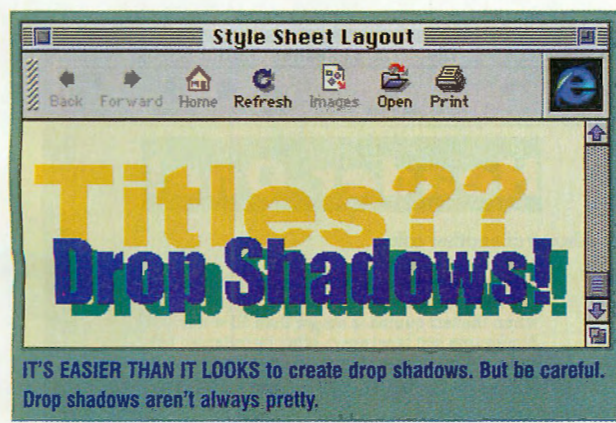 Style Sheet Layout
Back Forward Home Refresh Images Open Print
Titles??
Drop Shadows!
IT'S EASIER THAN IT LOOKS to create drop shadows. But be careful.
Drop shadows aren't always pretty.